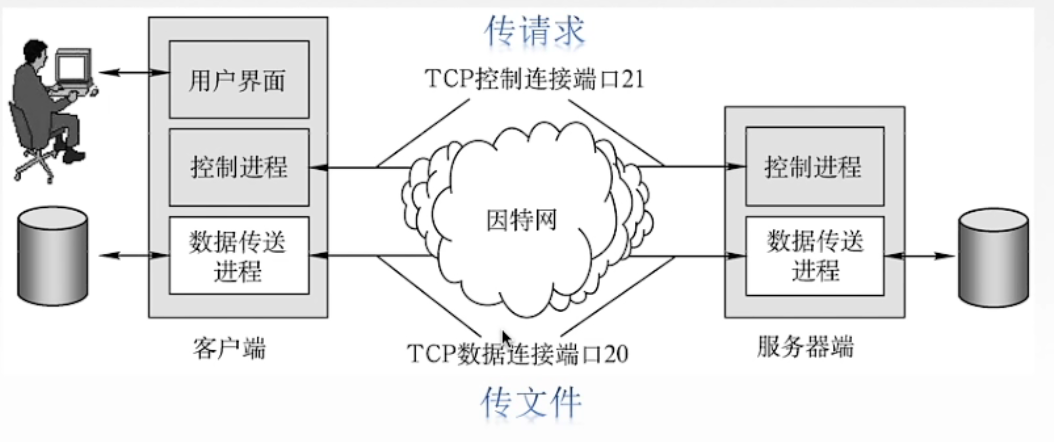 传请求
TCP控制连接端口21
用户界面
控制进程
控制进程
因特网
数据传送
进程
数据传送
进程
客户端
TCP数据连接端口20
服务器端
传文件